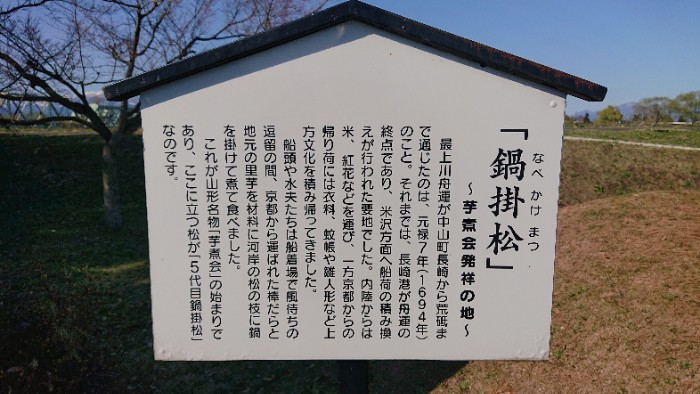 「鍋掛松」
なべ かけ まつ
～芋煮会発祥の地～
最上川舟運が中山町長崎から荒砥ま
で通じたのは、元禄7年(1694年)
のこと。それまでは、長崎港が舟運の
終点であり、米沢方面へ船荷の積み換
えが行われた要地でした。内陸からは
米、紅花などを運び、一方京都からの
帰り荷には衣料、蚊帳や雛人形など上
方文化を積み帰ってきました。
船頭や水夫たちは船着場で風待ちの
逗留の間、京都から運ばれた棒だらと
地元の里芋を材料に河岸の松の枝に鍋
を掛けて煮て食べました。
これが山形名物「芋煮会」の始まりで
あり、ここに立つ松が「5代目鍋掛松」
なのです。